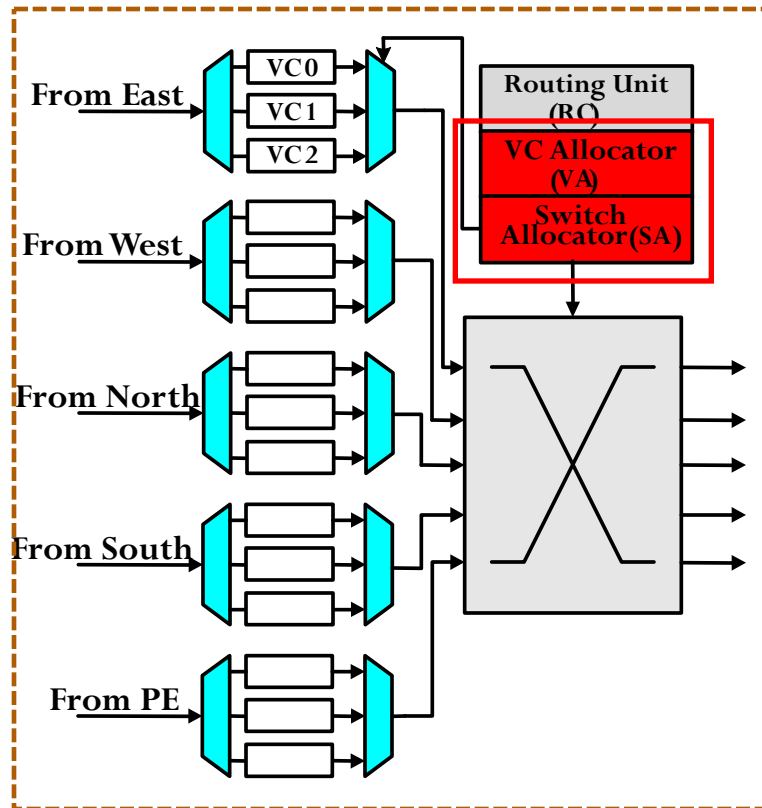 From East
VC0
VC1
VC2
Routing Unit
(RC)
VC Allocator
(VA)
Switch
Allocator(SA)
From West
From North
From South
From PE